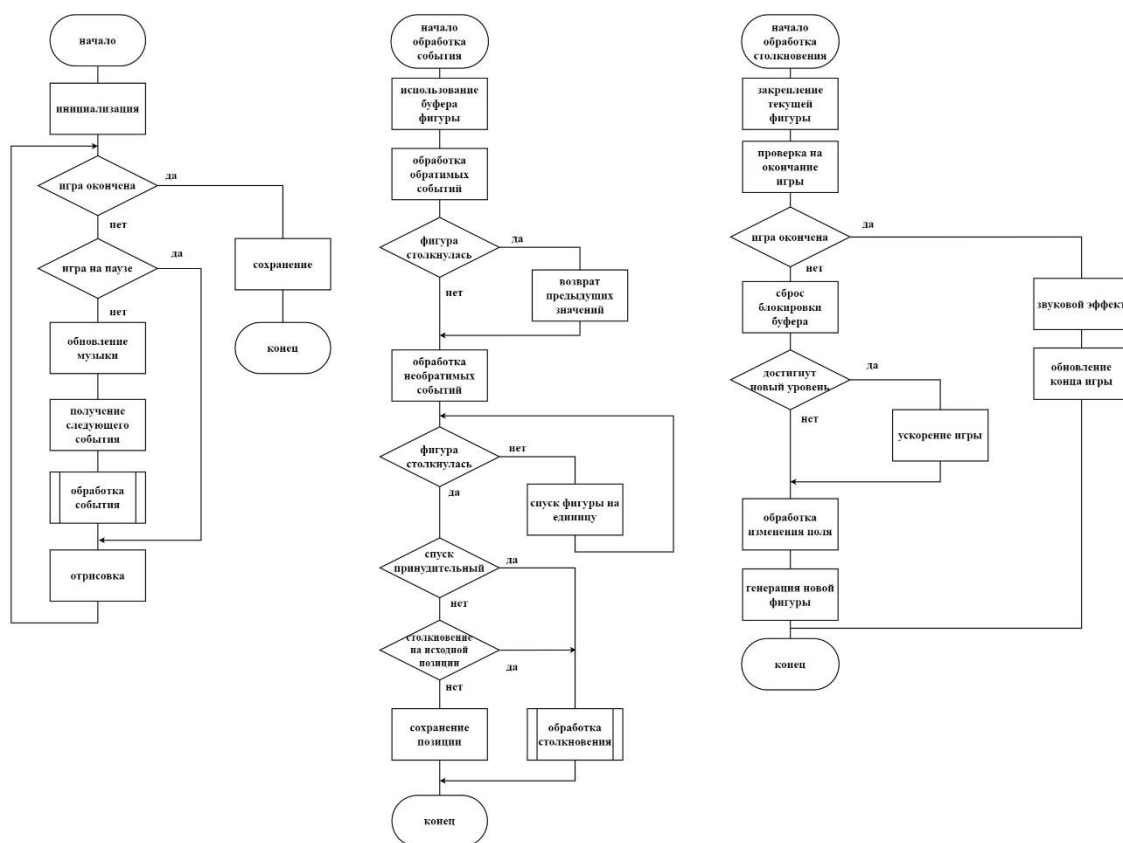 начало
инициализация
игра окончена
да
нет
игра на паузе
да
нет
обновление
музыки
получение
следующего
события
обработка
события
отрисовка
сохранение
конец
начало
обработка
события
использование
буфера
фигуры
обработка
обратимых
событий
фигура
столкнулась
да
нет
возврат
предыдущих
значений
обработка
необратимых
событий
фигура
столкнулась
нет
да
спуск фигуры на
единицу
спуск
принудительный
да
нет
столкновение
на исходной
позиции
да
нет
сохранение
позиции
обработка
столкновения
конец
начало
обработка
столкновения
закрепление
текущей
фигуры
проверка на
окончание
игры
игра окончена
да
нет
сброс
блокировки
буфера
звуковой эффект
обновление
конца игры
достигнут
новый уровень
да
нет
ускорение игры
обработка
изменения поля
генерация новой
фигуры
конец